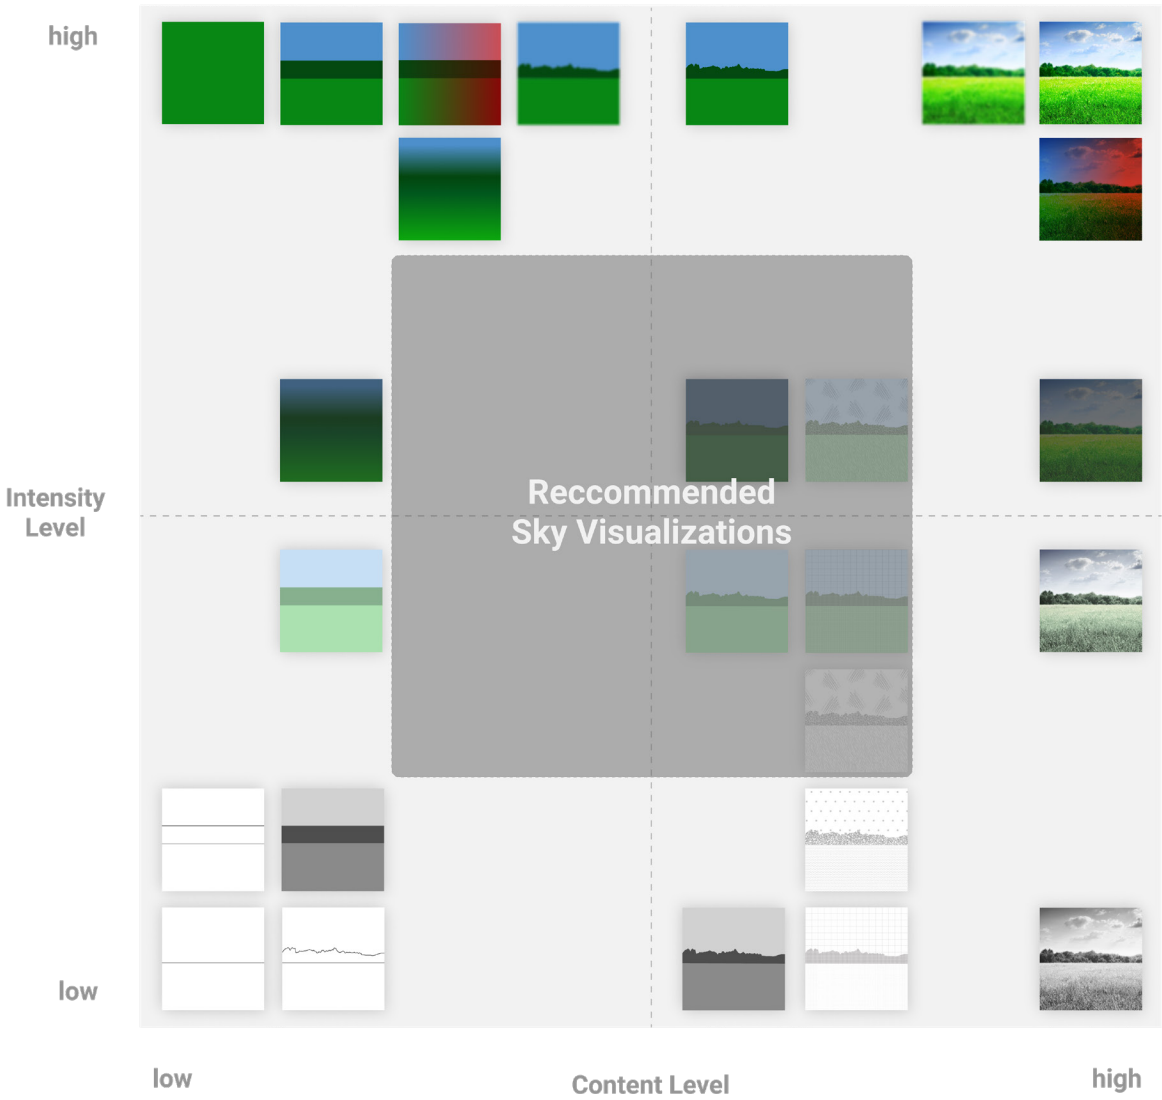 high
Intensity
Level
Reccommended
Sky Visualizations
low
low
Content Level
high